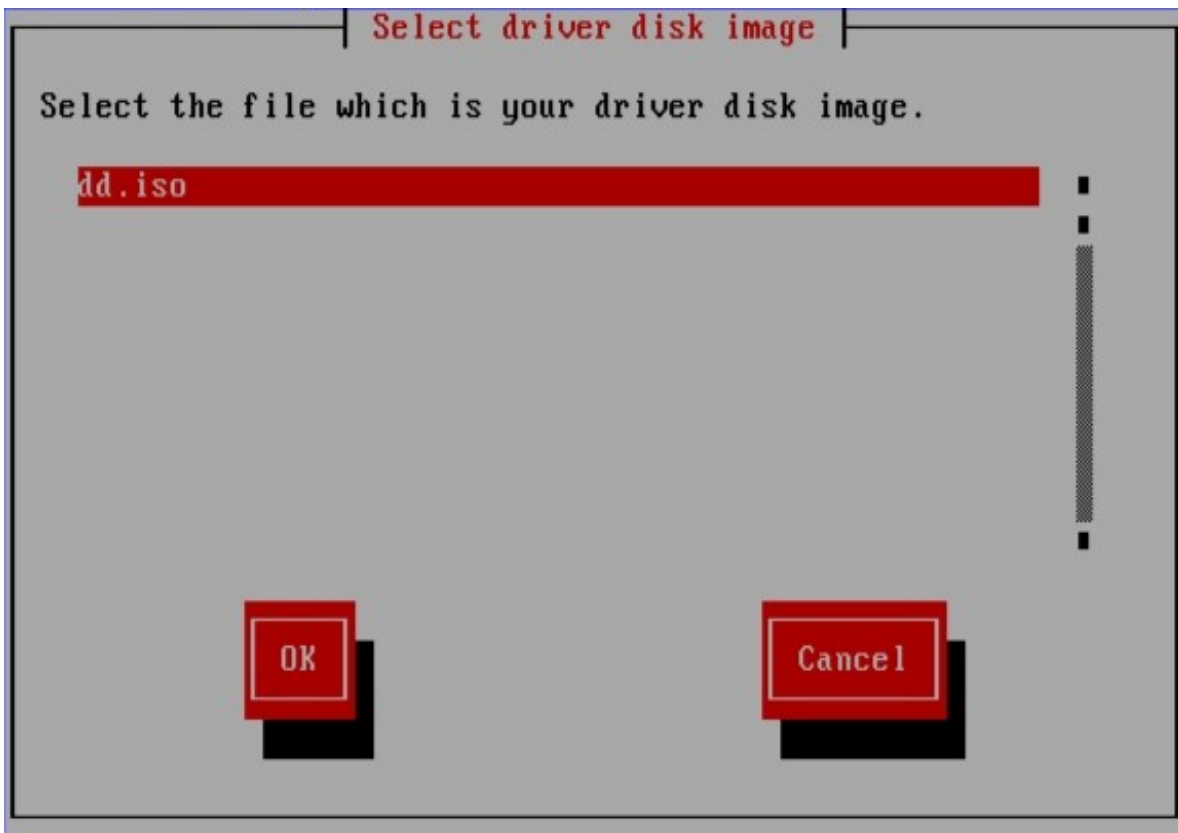 Select driver disk image
Select the file which is your driver disk image.
dd.iso
OK
Cancel